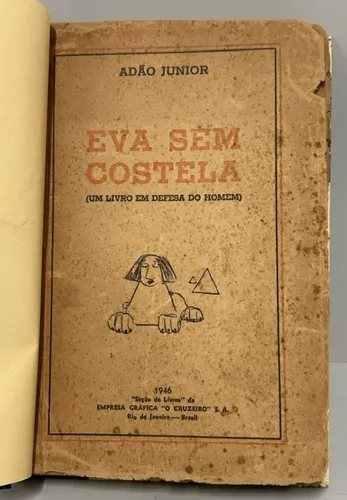 ADÃO JUNIOR
EVA SEM
COSTELA
(UM LIVRO EM DEFESA DO HOMEM)
1946
"Seção de Livros" da
EMPRESA GRÁFICA "O CRUZEIRO" S. A.
Rio de Janeiro — Brasil